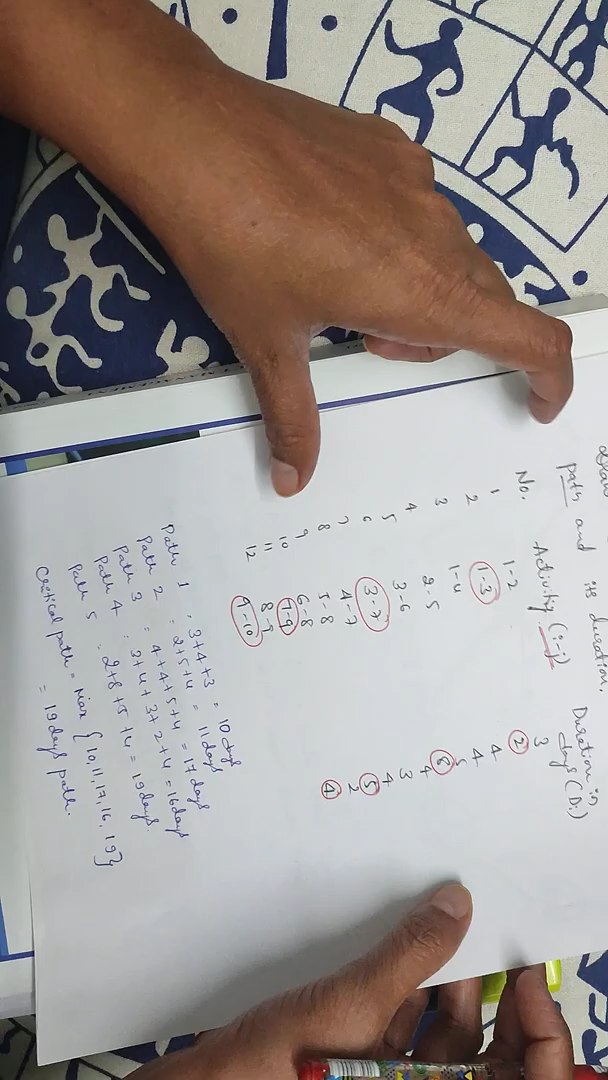 path and its duration.
No. Activity (i-j) Duration in
days (D.)
1 1-2 3
2 1-3 2
3 1-4 4
4 2-5 4
5 3-6 5
6 3-7 8
7 4-7 4
8 5-8 3
9 6-8 4
10 7-9 5
11 8-9 2
12 9-10 4
Path 1 : 3+4+3 = 10 days
Path 2 = 2+5+4 = 11 days
Path 3 = 4+4+5+4 = 17 days
Path 4 : 3+4+3+2+4 = 16 days
Path 5 : 2+8+5+4 = 19 days.
Critical path = Max {10,11,17,16,19}
= 19 days path.